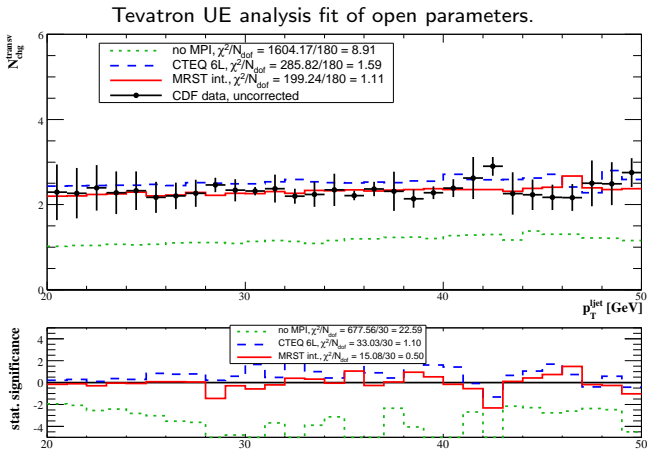 Tevatron UE analysis fit of open parameters.
N_chg^transv
6
4
2
0
no MPI, χ²/N_dof = 1604.17/180 = 8.91
CTEQ 6L, χ²/N_dof = 285.82/180 = 1.59
MRST int., χ²/N_dof = 199.24/180 = 1.11
CDF data, uncorrected
20 30 40 50
p_T^ljet [GeV]
stat. significance
4
2
0
-2
-4
no MPI, χ²/N_dof = 677.56/30 = 22.59
CTEQ 6L, χ²/N_dof = 33.03/30 = 1.10
MRST int., χ²/N_dof = 15.08/30 = 0.50
20 30 40 50